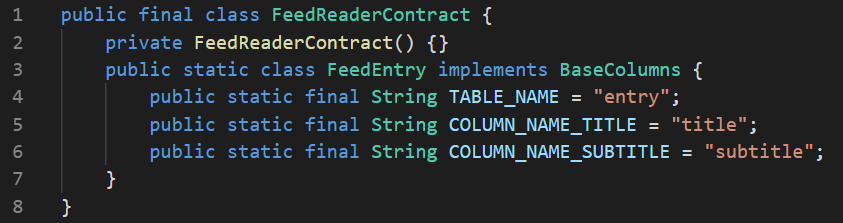 1 public final class FeedReaderContract {
2 private FeedReaderContract() {}
3 public static class FeedEntry implements BaseColumns {
4 public static final String TABLE_NAME = "entry";
5 public static final String COLUMN_NAME_TITLE = "title";
6 public static final String COLUMN_NAME_SUBTITLE = "subtitle";
7 }
8 }